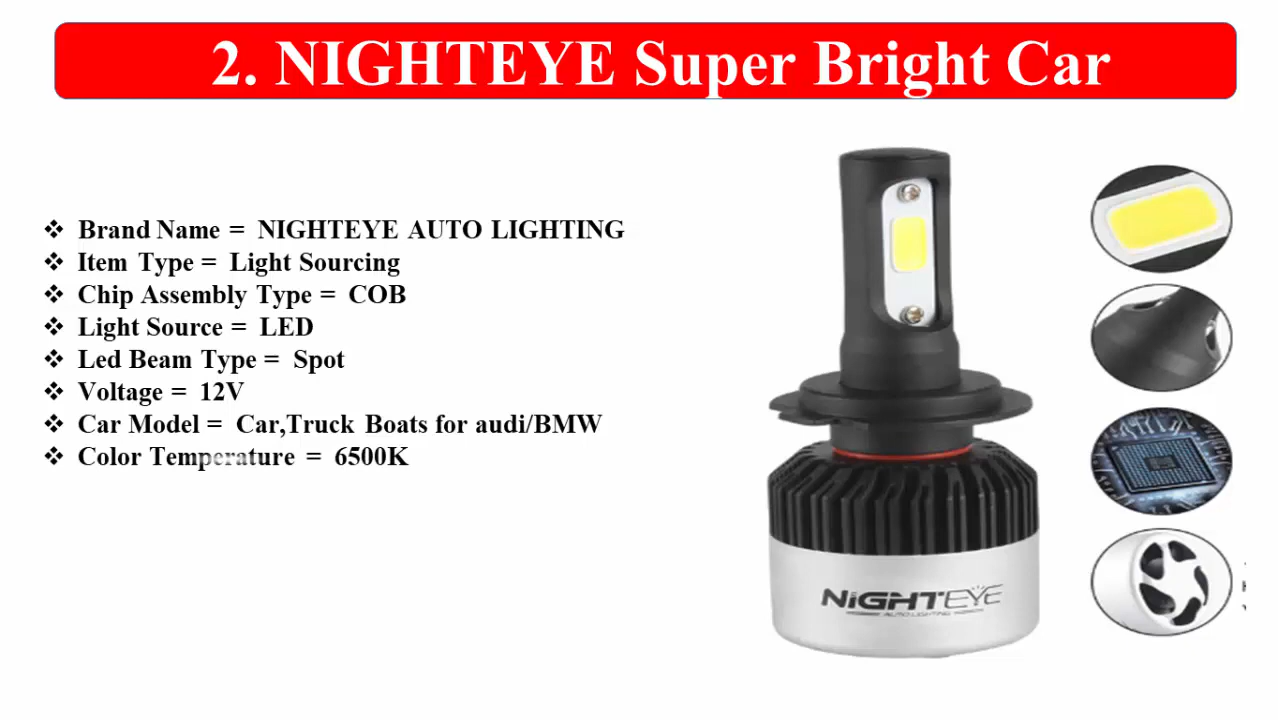 2. NIGHTEYE Super Bright Car
❖ Brand Name = NIGHTEYE AUTO LIGHTING
❖ Item Type = Light Sourcing
❖ Chip Assembly Type = COB
❖ Light Source = LED
❖ Led Beam Type = Spot
❖ Voltage = 12V
❖ Car Model = Car,Truck Boats for audi/BMW
❖ Color Temperature = 6500K
NIGHTEYE
AUTO LIGHTING